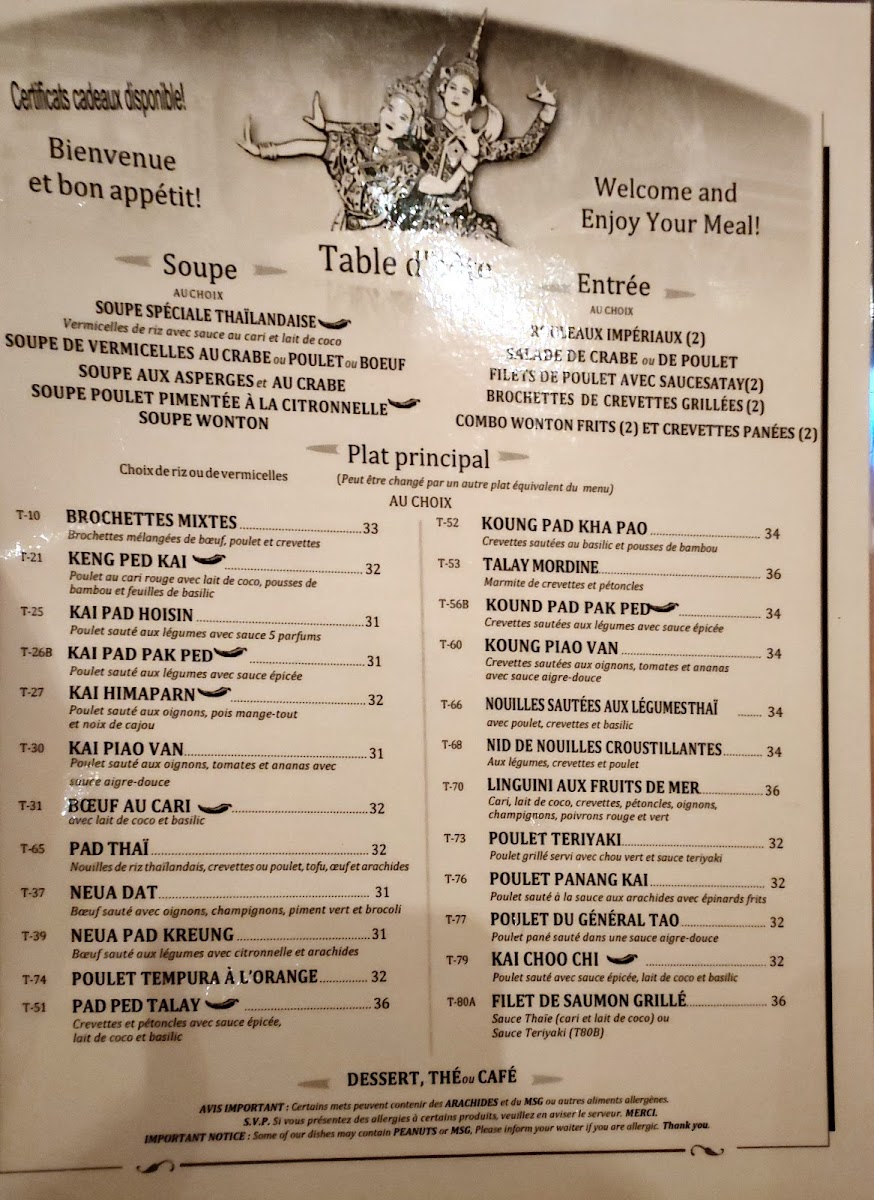 Certificats cadeaux disponible!
Bienvenue
et bon appétit!
Welcome and
Enjoy Your Meal!
Table d'hôte
Soupe
AU CHOIX
SOUPE SPÉCIALE THAÏLANDAISE
Vermicelles de riz avec sauce au cari et lait de coco
SOUPE DE VERMICELLES AU CRABE ou POULET ou BOEUF
SOUPE AUX ASPERGES et AU CRABE
SOUPE POULET PIMENTÉE À LA CITRONNELLE
SOUPE WONTON
Entrée
AU CHOIX
ROULEAUX IMPÉRIAUX (2)
SALADE DE CRABE ou DE POULET
FILETS DE POULET AVEC SAUCESATAY(2)
BROCHETTES DE CREVETTES GRILLÉES (2)
COMBO WONTON FRITS (2) ET CREVETTES PANÉES (2)
Plat principal
Choix de riz ou de vermicelles
(Peut être changé par un autre plat équivalent du menu)
AU CHOIX
T-10 BROCHETTES MIXTES 33
Brochettes mélangées de bœuf, poulet et crevettes
T-21 KENG PED KAI 32
Poulet au cari rouge avec lait de coco, pousses de
bambou et feuilles de basilic
T-25 KAI PAD HOISIN 31
Poulet sauté aux légumes avec sauce 5 parfums
T-26B KAI PAD PAK PED 31
Poulet sauté aux légumes avec sauce épicée
T-27 KAI HIMAPARN 32
Poulet sauté aux oignons, pois mange-tout
et noix de cajou
T-30 KAI PIAO VAN 31
Poulet sauté aux oignons, tomates et ananas avec
sauce aigre-douce
T-31 BŒUF AU CARI 32
avec lait de coco et basilic
T-65 PAD THAÏ 32
Nouilles de riz thaïlandais, crevettes ou poulet, tofu, œuf et arachides
T-37 NEUA DAT 31
Bœuf sauté avec oignons, champignons, piment vert et brocoli
T-39 NEUA PAD KREUNG 31
Bœuf sauté aux légumes avec citronnelle et arachides
T-74 POULET TEMPURA À L'ORANGE 32
T-51 PAD PED TALAY 36
Crevettes et pétoncles avec sauce épicée,
lait de coco et basilic
T-52 KOUNG PAD KHA PAO 34
Crevettes sautées au basilic et pousses de bambou
T-53 TALAY MORDINE 36
Marmite de crevettes et pétoncles
T-56B KOUND PAD PAK PED 34
Crevettes sautées aux légumes avec sauce épicée
T-60 KOUNG PIAO VAN 34
Crevettes sautées aux oignons, tomates et ananas
avec sauce aigre-douce
T-66 NOUILLES SAUTÉES AUX LÉGUMESTHAÏ 34
avec poulet, crevettes et basilic
T-68 NID DE NOUILLES CROUSTILLANTES 34
Aux légumes, crevettes et poulet
T-70 LINGUINI AUX FRUITS DE MER 36
Cari, lait de coco, crevettes, pétoncles, oignons,
champignons, poivrons rouge et vert
T-73 POULET TERIYAKI 32
Poulet grillé servi avec chou vert et sauce teriyaki
T-76 POULET PANANG KAI 32
Poulet sauté à la sauce aux arachides avec épinards frits
T-77 POULET DU GÉNÉRAL TAO 32
Poulet pané sauté dans une sauce aigre-douce
T-79 KAI CHOO CHI 32
Poulet sauté avec sauce épicée, lait de coco et basilic
T-80A FILET DE SAUMON GRILLÉ 36
Sauce Thaïe (cari et lait de coco) ou
Sauce Teriyaki (T80B)
DESSERT, THÉ ou CAFÉ
AVIS IMPORTANT : Certains mets peuvent contenir des ARACHIDES et du MSG ou autres aliments allergènes.
S.V.P. Si vous présentez des allergies à certains produits, veuillez en aviser le serveur. MERCI.
IMPORTANT NOTICE : Some of our dishes may contain PEANUTS or MSG, Please inform your waiter if you are allergic. Thank you.